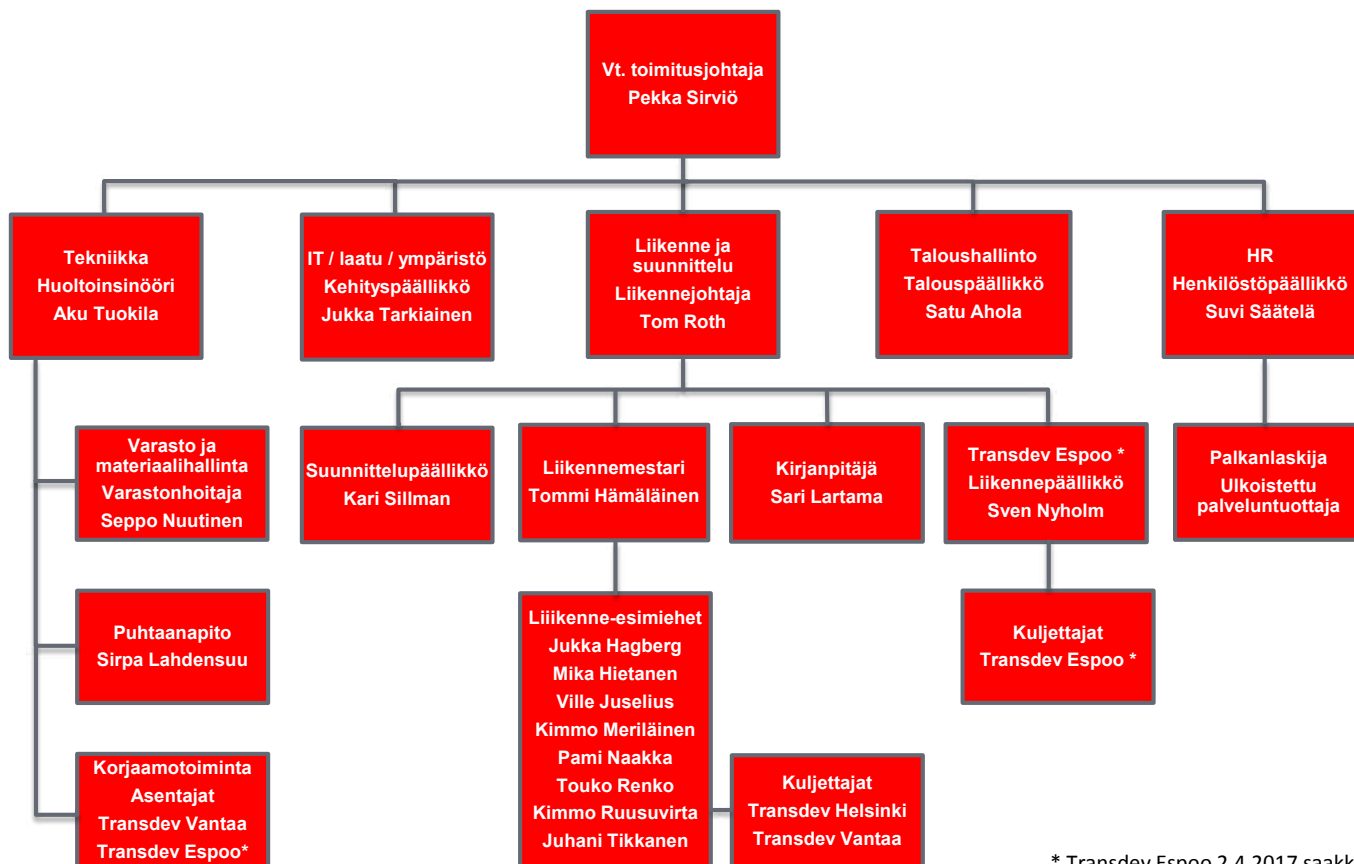 Vt. toimitusjohtaja
Pekka Sirviö
Tekniikka
Huoltoinsinööri
Aku Tuokila
IT / laatu / ympäristö
Kehityspäällikkö
Jukka Tarkiainen
Liikenne ja
suunnittelu
Liikennejohtaja
Tom Roth
Taloushallinto
Talouspäällikkö
Satu Ahola
HR
Henkilöstöpäällikkö
Suvi Säätelä
Varasto ja
materiaalihallinta
Varastonhoitaja
Seppo Nuutinen
Suunnittelupäällikkö
Kari Sillman
Liikennemestari
Tommi Hämäläinen
Kirjanpitäjä
Sari Lartama
Transdev Espoo *
Liikennepäällikkö
Sven Nyholm
Palkanlaskija
Ulkoistettu
palveluntuottaja
Puhtaanapito
Sirpa Lahdensuu
Liiikenne-esimiehet
Jukka Hagberg
Mika Hietanen
Ville Juselius
Kimmo Meriläinen
Pami Naakka
Touko Renko
Kimmo Ruusuvirta
Juhani Tikkanen
Kuljettajat
Transdev Espoo *
Korjaamotoiminta
Asentajat
Transdev Vantaa
Transdev Espoo*
Kuljettajat
Transdev Helsinki
Transdev Vantaa
* Transdev Espoo 2.4.2017 saakk